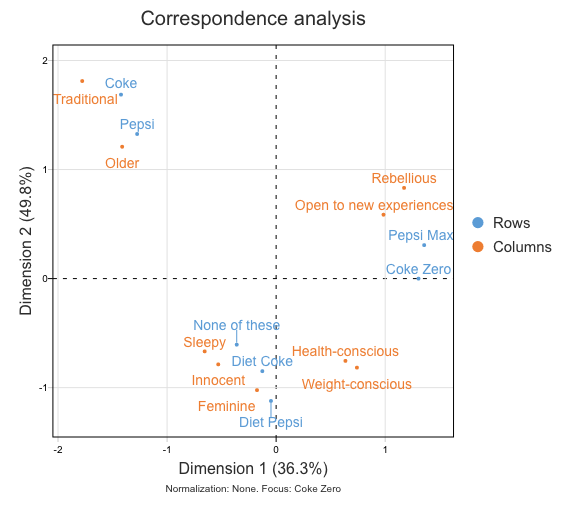 Correspondence analysis
2
Coke
Traditional
Pepsi
Older
1
Rebellious
Open to new experiences
Pepsi Max
Coke Zero
0
None of these
Sleepy
Diet Coke
Health-conscious
Innocent
Weight-conscious
-1
Feminine
Diet Pepsi
-2
-1
0
1
Dimension 2 (49.8%)
Dimension 1 (36.3%)
Normalization: None. Focus: Coke Zero
Rows
Columns